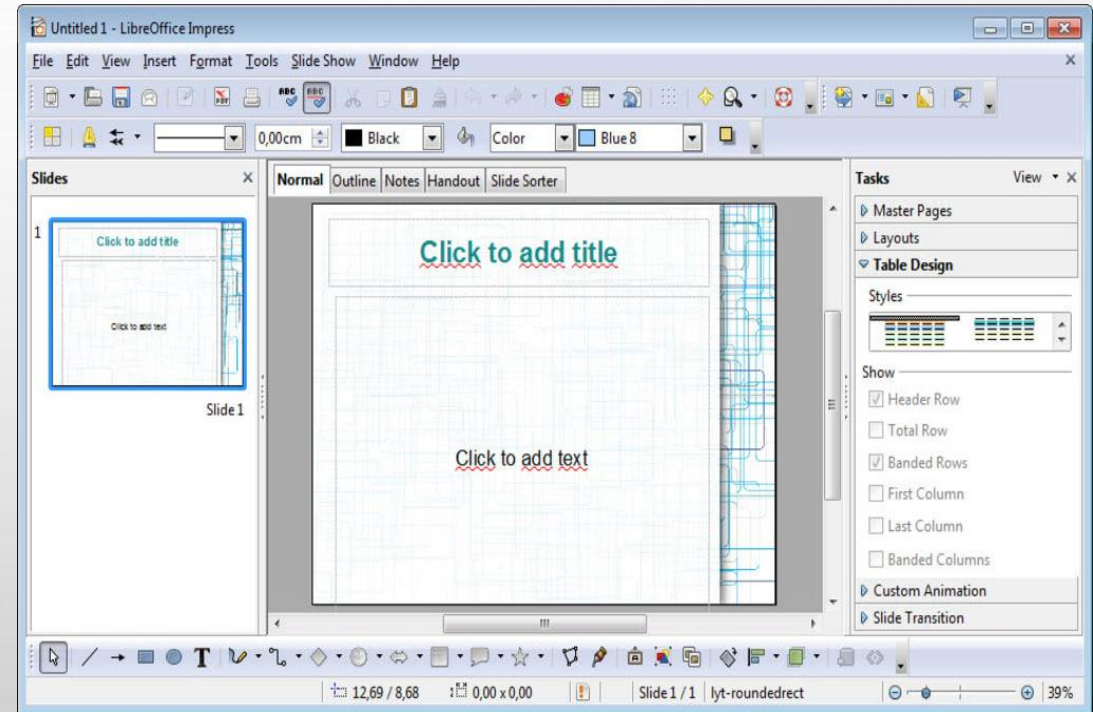 Untitled 1 - LibreOffice Impress
File Edit View Insert Format Tools Slide Show Window Help
0,00cm Black Color Blue 8
Slides
Normal Outline Notes Handout Slide Sorter
Tasks View
1
Click to add title
Click to add text
Slide 1
Click to add title
Click to add text
Master Pages
Layouts
Table Design
Styles
Show
Header Row
Total Row
Banded Rows
First Column
Last Column
Banded Columns
Custom Animation
Slide Transition
12,69 / 8,68 0,00 x 0,00 Slide 1 / 1 lyt-roundedrect 39%